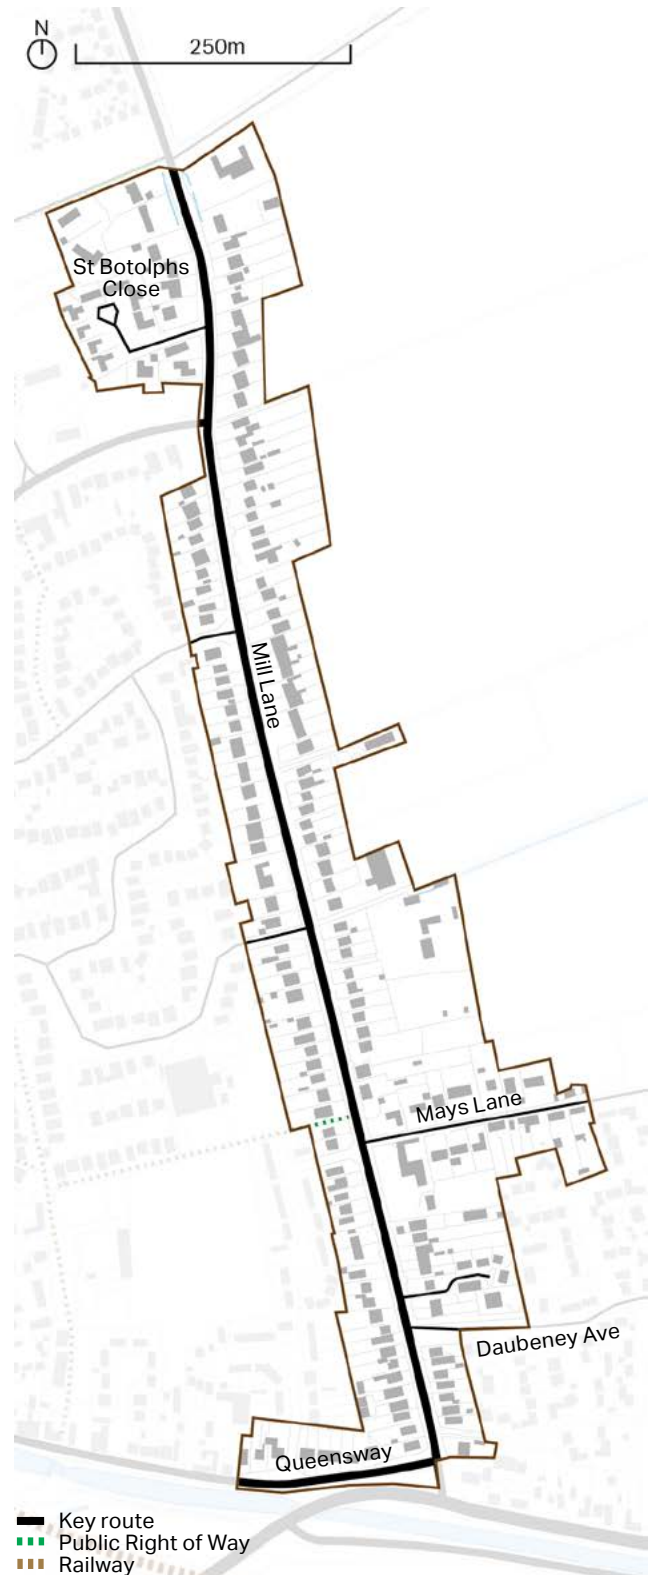 N
250m
St Botolphs
Close
Mill Lane
Mays Lane
Daubeney Ave
Queensway
Key route
Public Right of Way
Railway